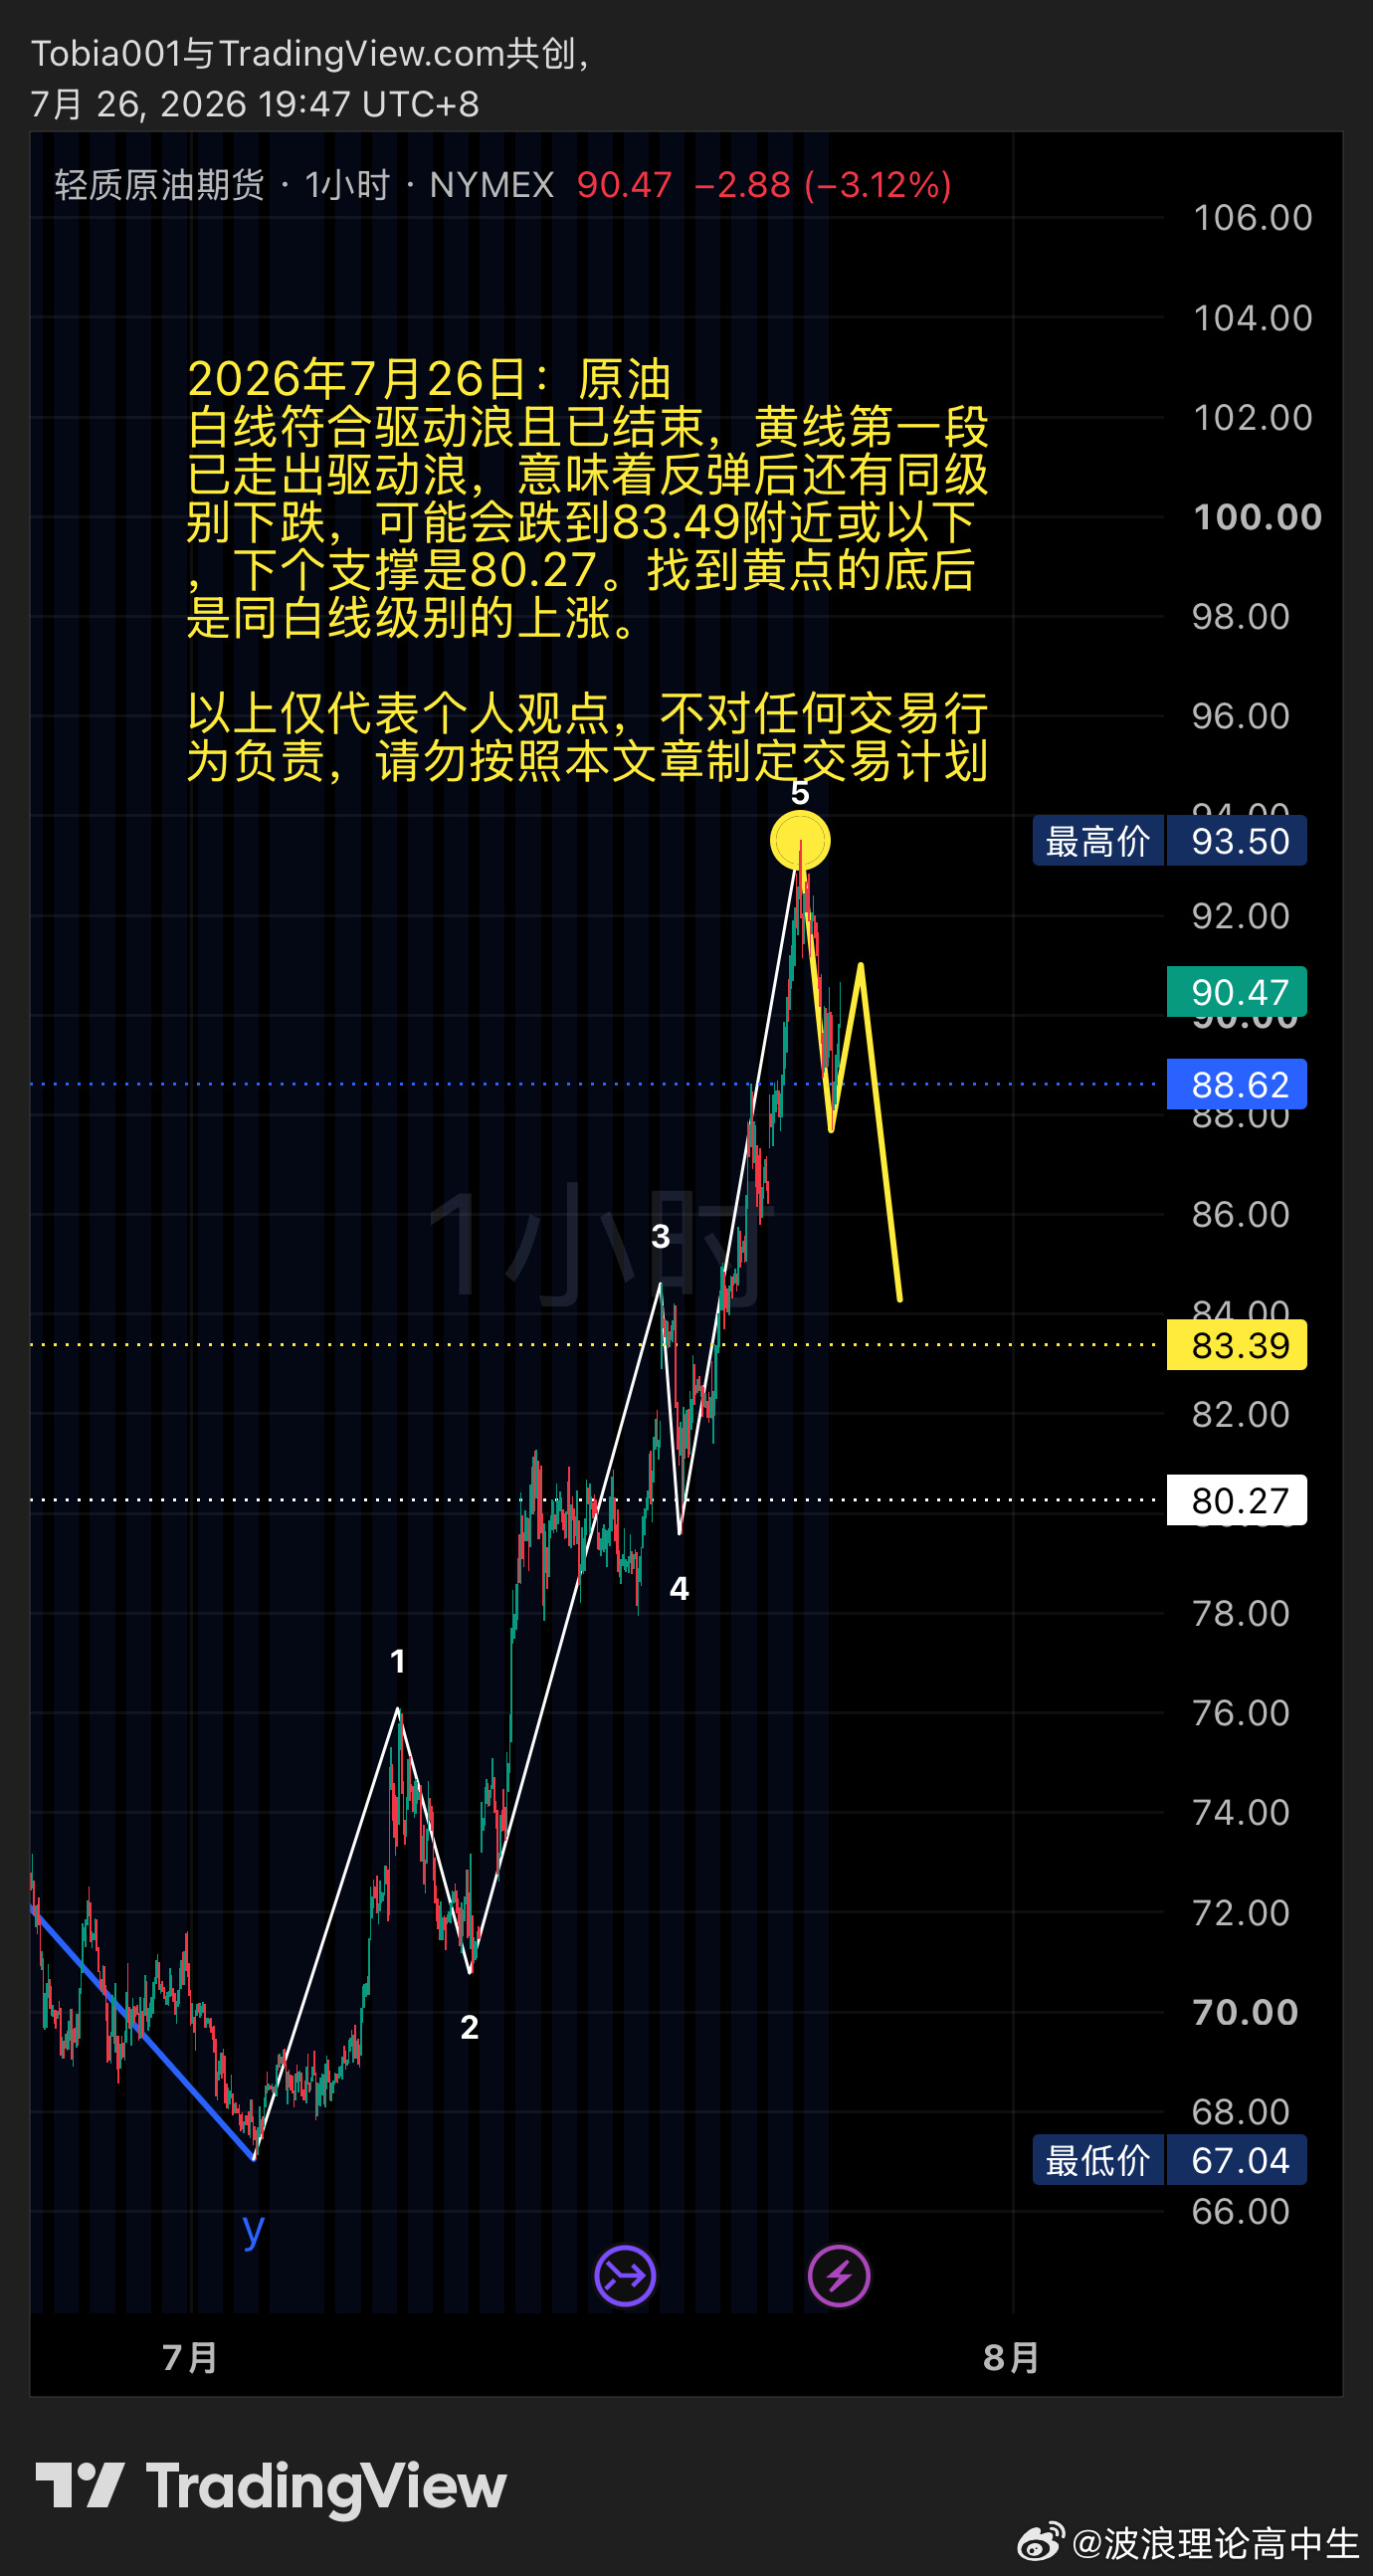 Tobia001与TradingView.com共创,
7月 26, 2026 19:47 UTC+8
轻质原油期货 · 1小时 · NYMEX 90.47 −2.88 (−3.12%)
106.00
104.00
2026年7月26日：原油
白线符合驱动浪且已结束，黄线第一段
102.00
已走出驱动浪，意味着反弹后还有同级
别下跌，可能会跌到83.49附近或以下
100.00
，下个支撑是80.27。找到黄点的底后
是同白线级别的上涨。
98.00
以上仅代表个人观点，不对任何交易行
96.00
为负责，请勿按照本文章制定交易计划
5
94.00
最高价 93.50
92.00
90.47
90.00
88.62
88.00
1小时
86.00
3
84.00
83.39
82.00
80.27
4
78.00
1
76.00
74.00
72.00
70.00
2
68.00
最低价 67.04
66.00
y
7月 8月
TradingView
@波浪理论高中生